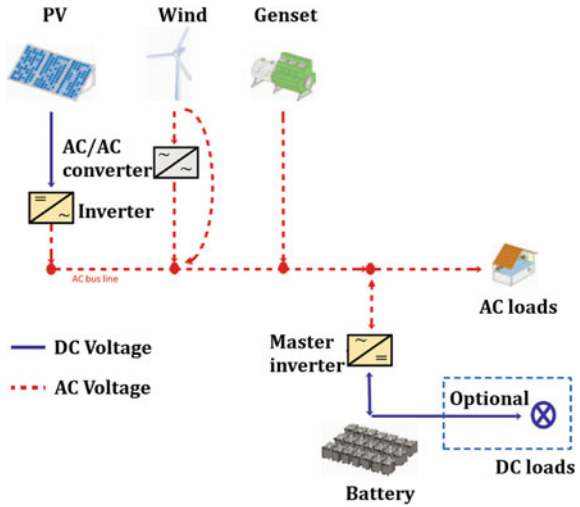 PV
Wind
Genset
AC/AC
converter
Inverter
AC bus line
AC loads
DC Voltage
AC Voltage
Master
inverter
Optional
DC loads
Battery